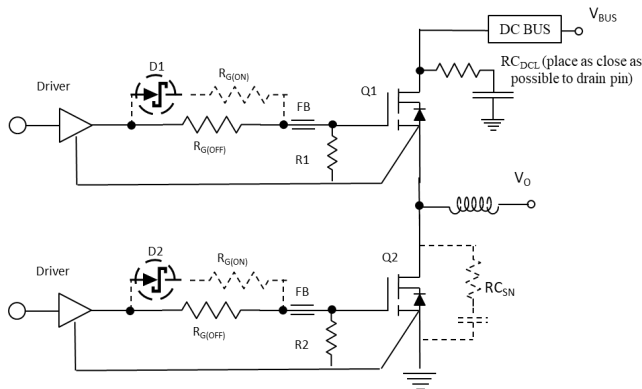 DC BUS
V_BUS
RC_DCL (place as close as
possible to drain pin)
D1
R_G(ON)
Driver
FB
Q1
R_G(OFF)
R1
V_O
D2
R_G(ON)
Driver
FB
Q2
R_G(OFF)
R2
RC_SN